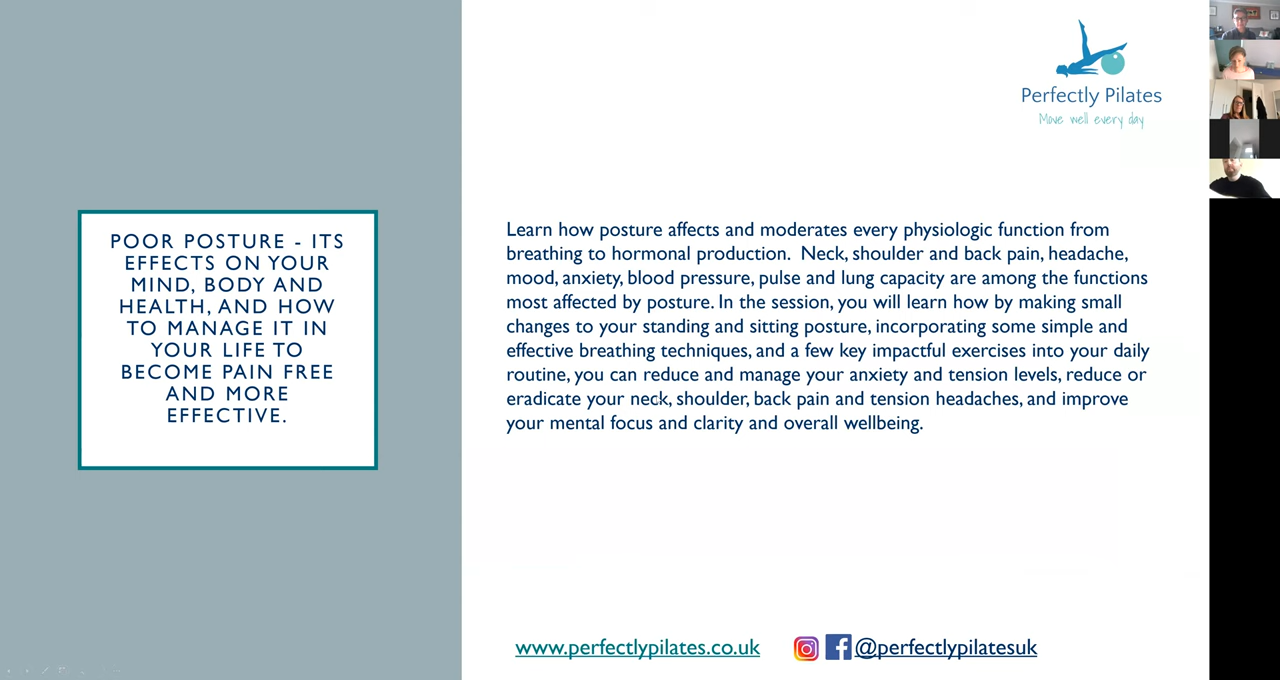 Perfectly Pilates
Move well every day
POOR POSTURE - ITS
EFFECTS ON YOUR
MIND, BODY AND
HEALTH, AND HOW
TO MANAGE IT IN
YOUR LIFE TO
BECOME PAIN FREE
AND MORE
EFFECTIVE.
Learn how posture affects and moderates every physiologic function from
breathing to hormonal production.  Neck, shoulder and back pain, headache,
mood, anxiety, blood pressure, pulse and lung capacity are among the functions
most affected by posture. In the session, you will learn how by making small
changes to your standing and sitting posture, incorporating some simple and
effective breathing techniques, and a few key impactful exercises into your daily
routine, you can reduce and manage your anxiety and tension levels, reduce or
eradicate your neck, shoulder, back pain and tension headaches, and improve
your mental focus and clarity and overall wellbeing.
www.perfectlypilates.co.uk
@perfectlypilatesuk